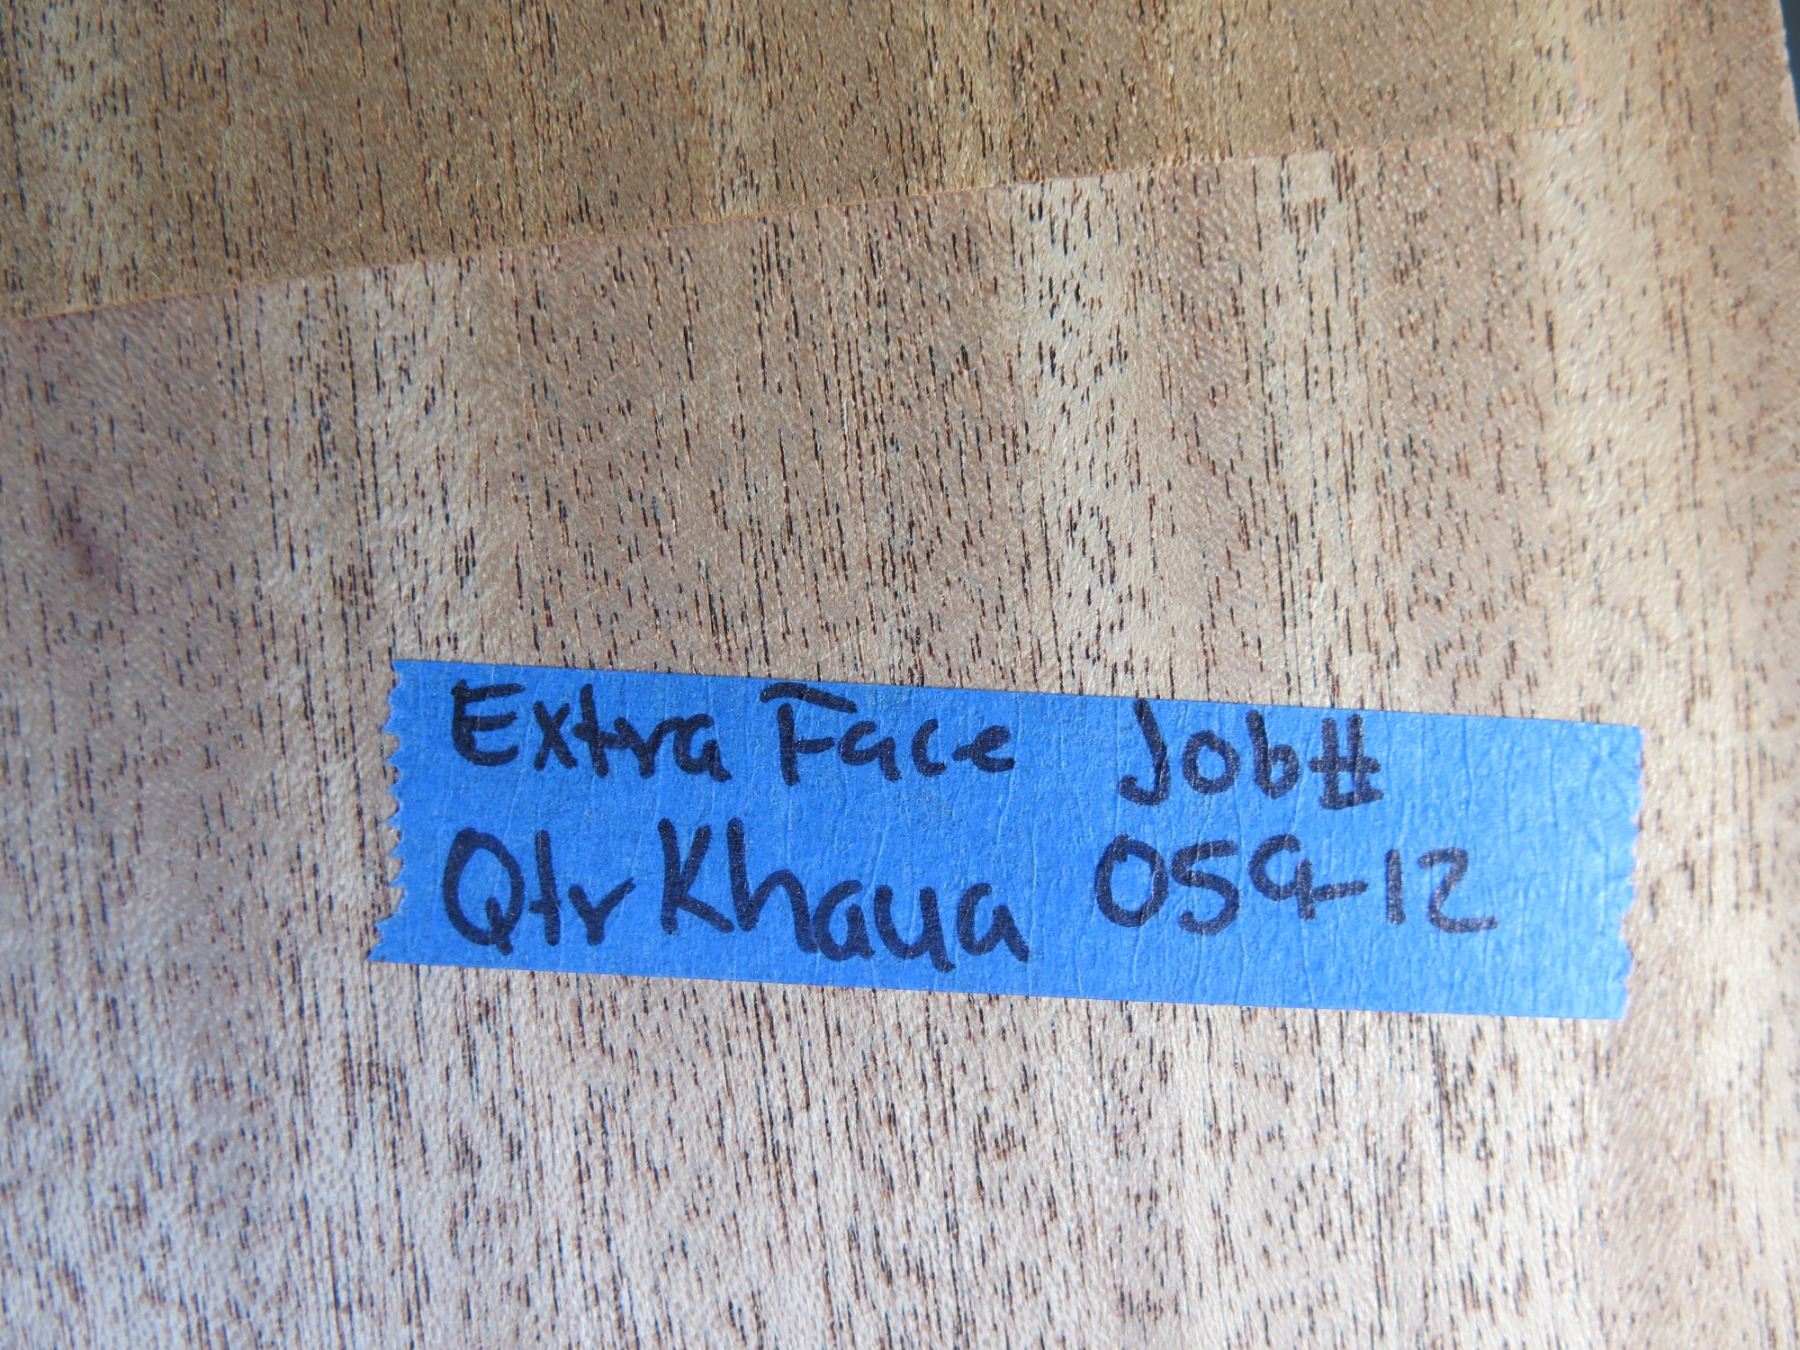 Extra Face Job#
Qtr Khaya 059-12